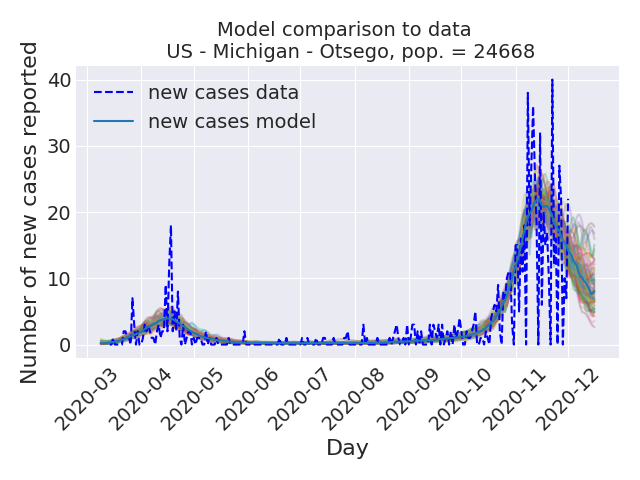 Model comparison to data
US - Michigan - Otsego, pop. = 24668
Number of new cases reported
40
30
20
10
0
new cases data
new cases model
2020-03
2020-04
2020-05
2020-06
2020-07
2020-08
2020-09
2020-10
2020-11
2020-12
Day